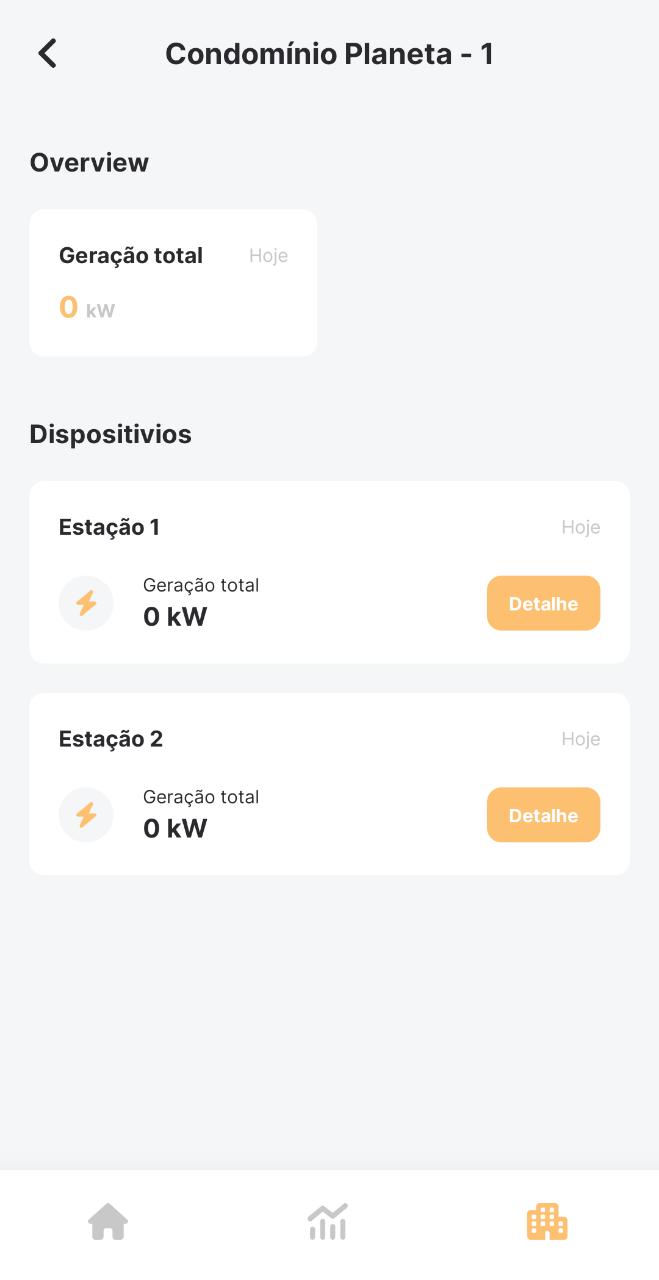 Condomínio Planeta - 1
Overview
Geração total Hoje
0 kW
Dispositivios
Estação 1 Hoje
Geração total
0 kW
Detalhe
Estação 2 Hoje
Geração total
0 kW
Detalhe